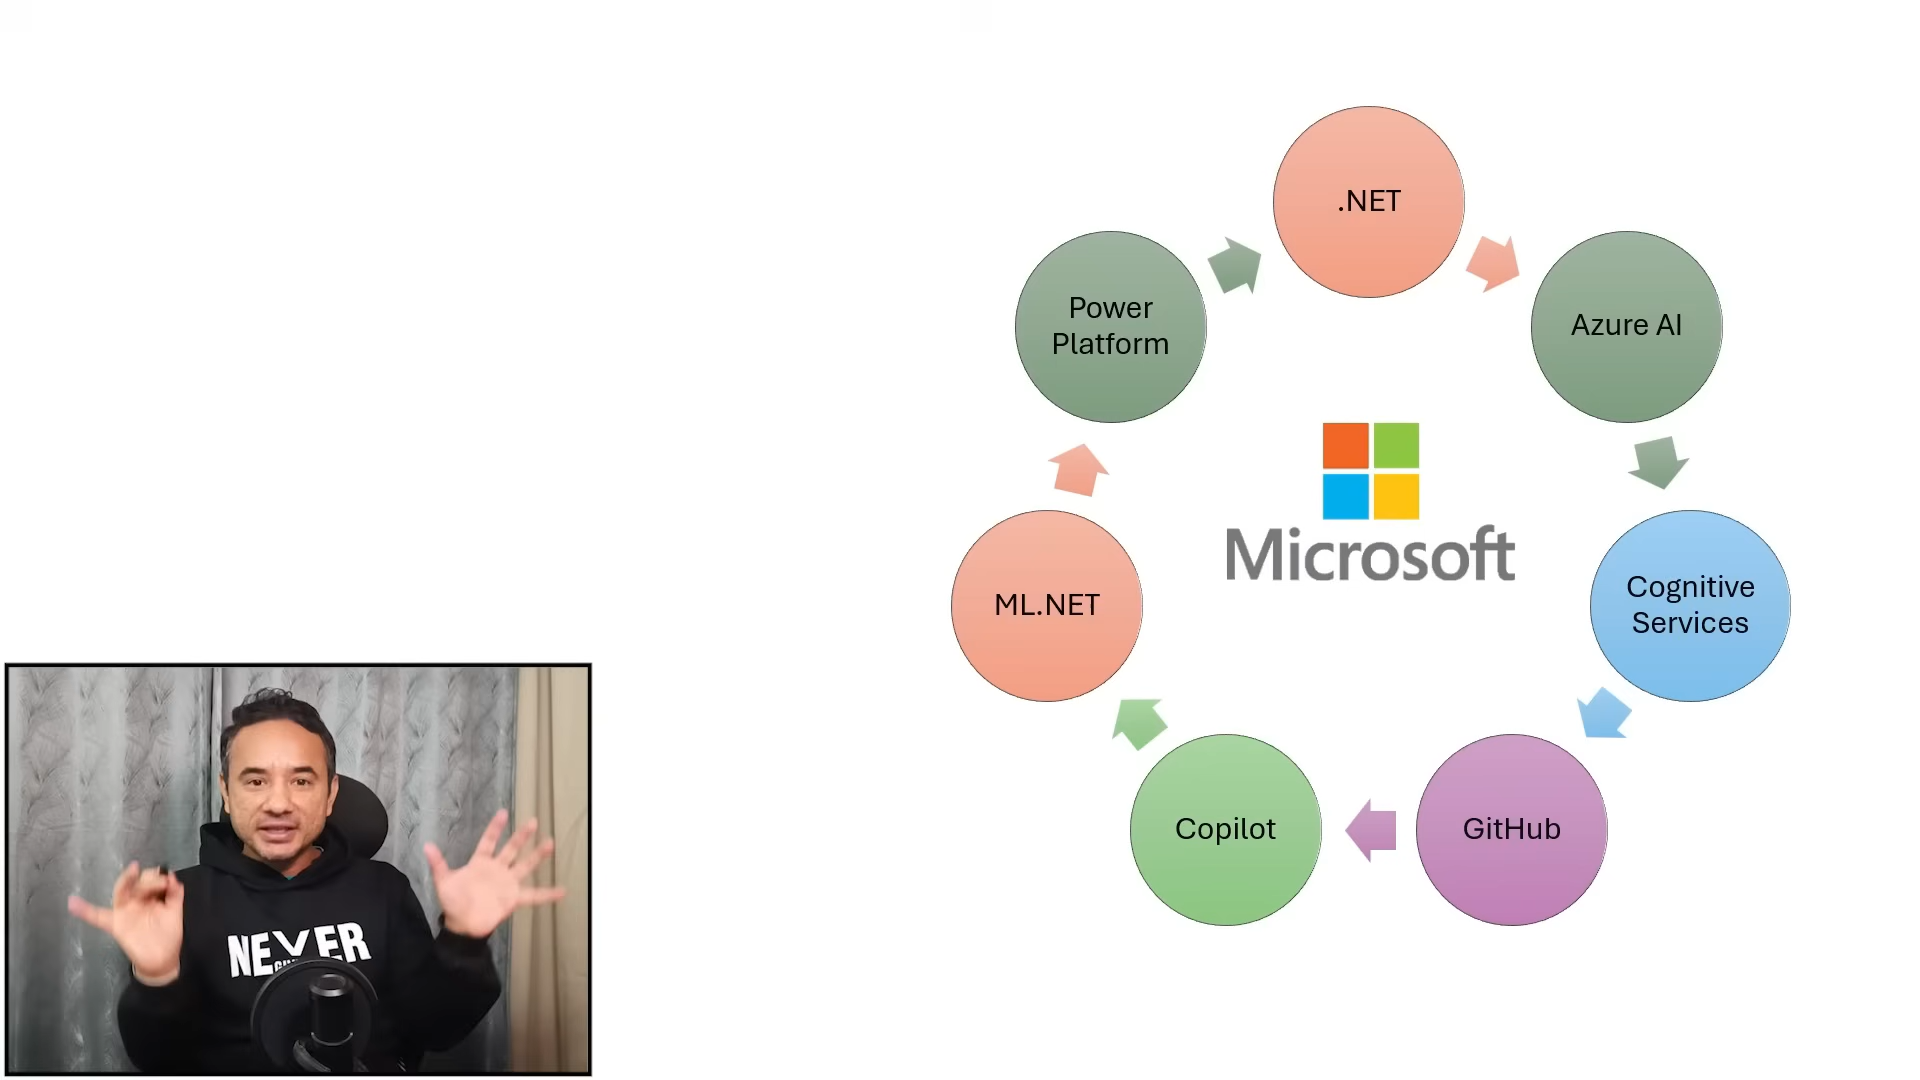 .NET
Azure AI
Cognitive
Services
GitHub
Copilot
ML.NET
Power
Platform
Microsoft
NEVER